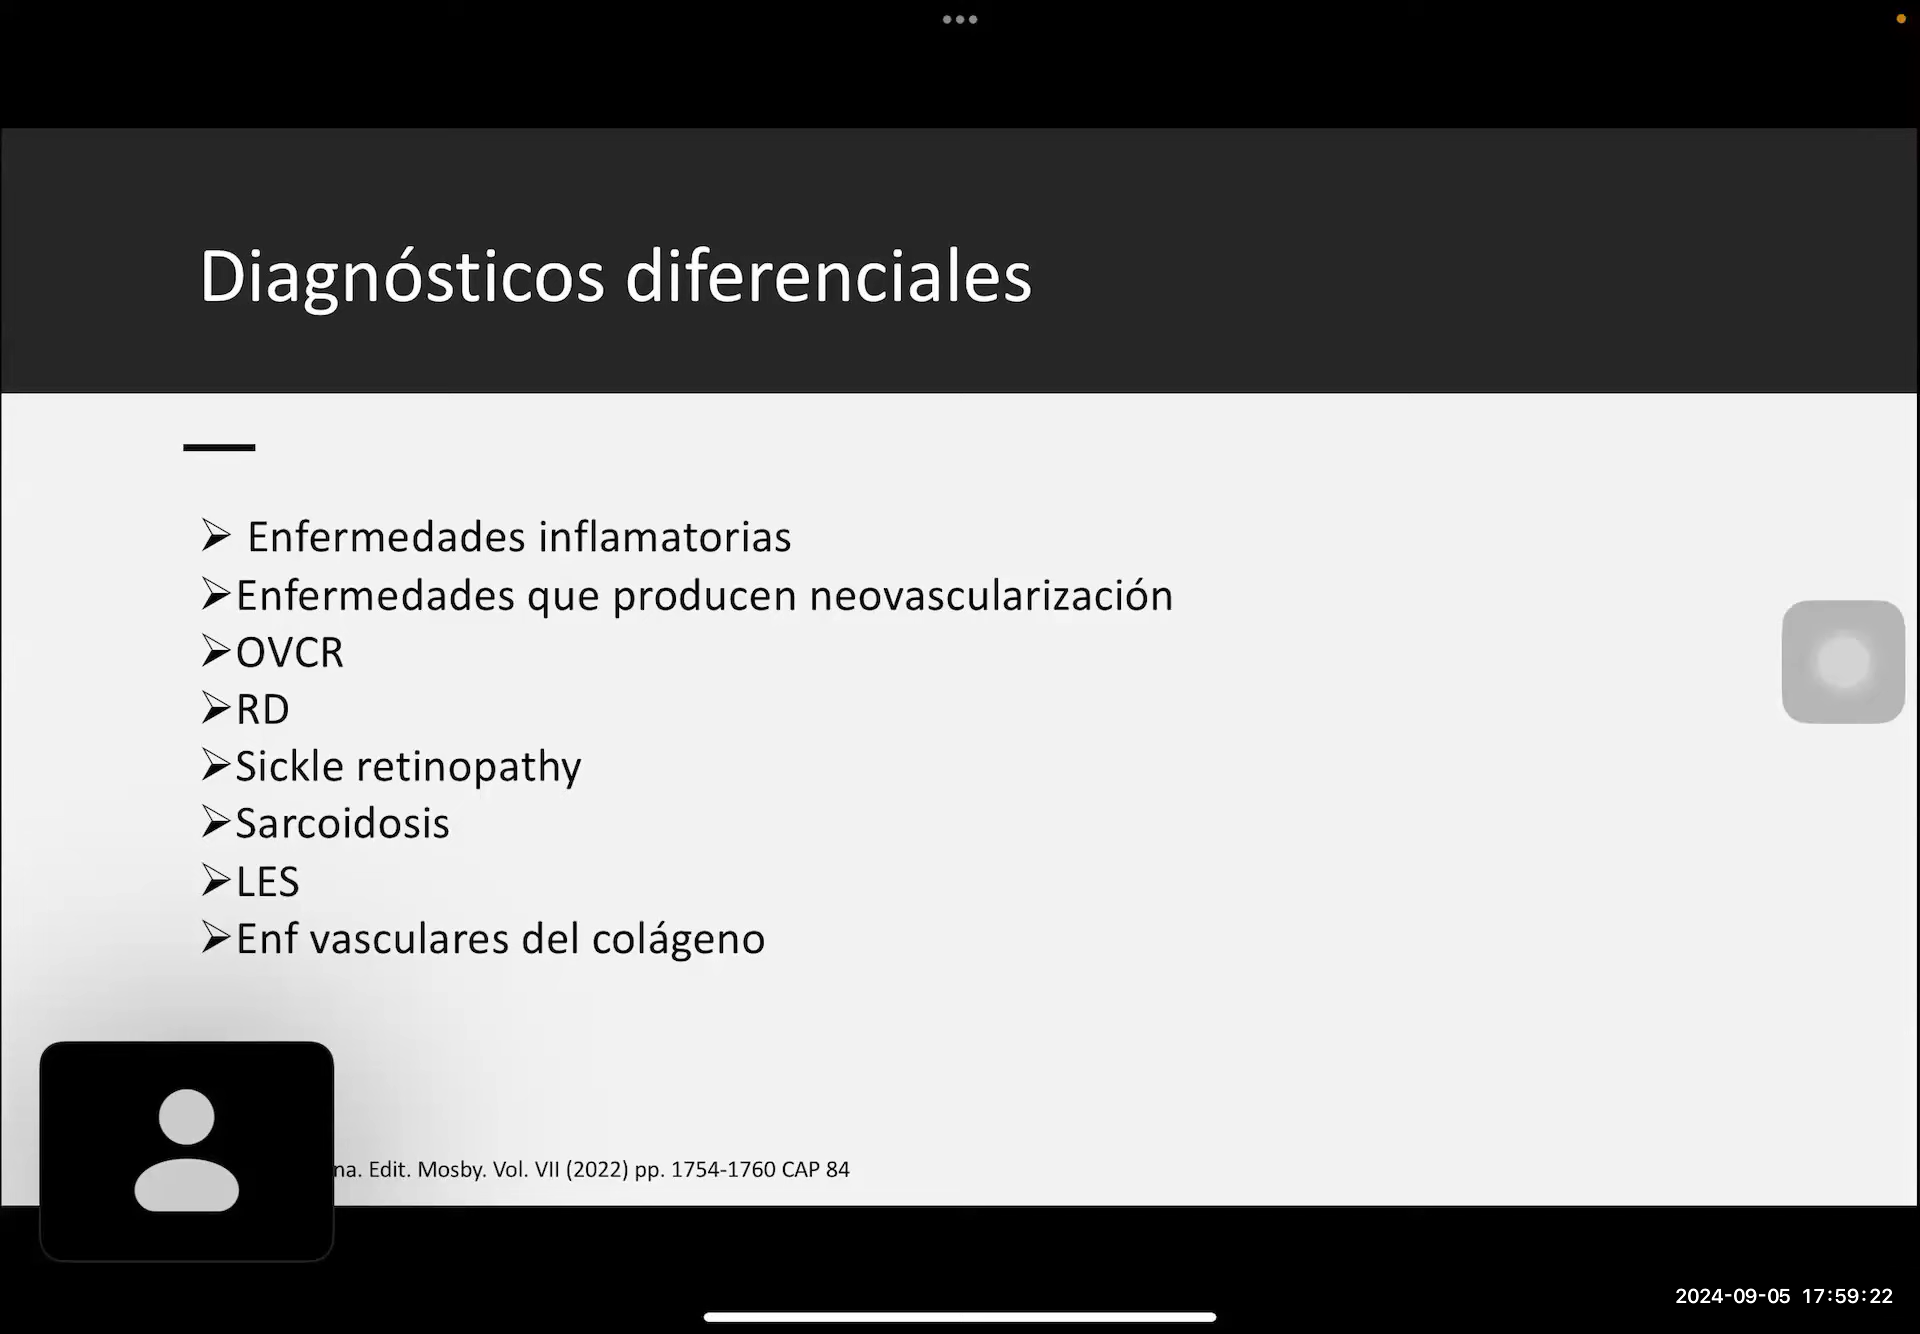 Diagnósticos diferenciales
➢ Enfermedades inflamatorias
➢Enfermedades que producen neovascularización
➢OVCR
➢RD
➢Sickle retinopathy
➢Sarcoidosis
➢LES
➢Enf vasculares del colágeno
na. Edit. Mosby. Vol. VII (2022) pp. 1754-1760 CAP 84
2024-09-05 17:59:22